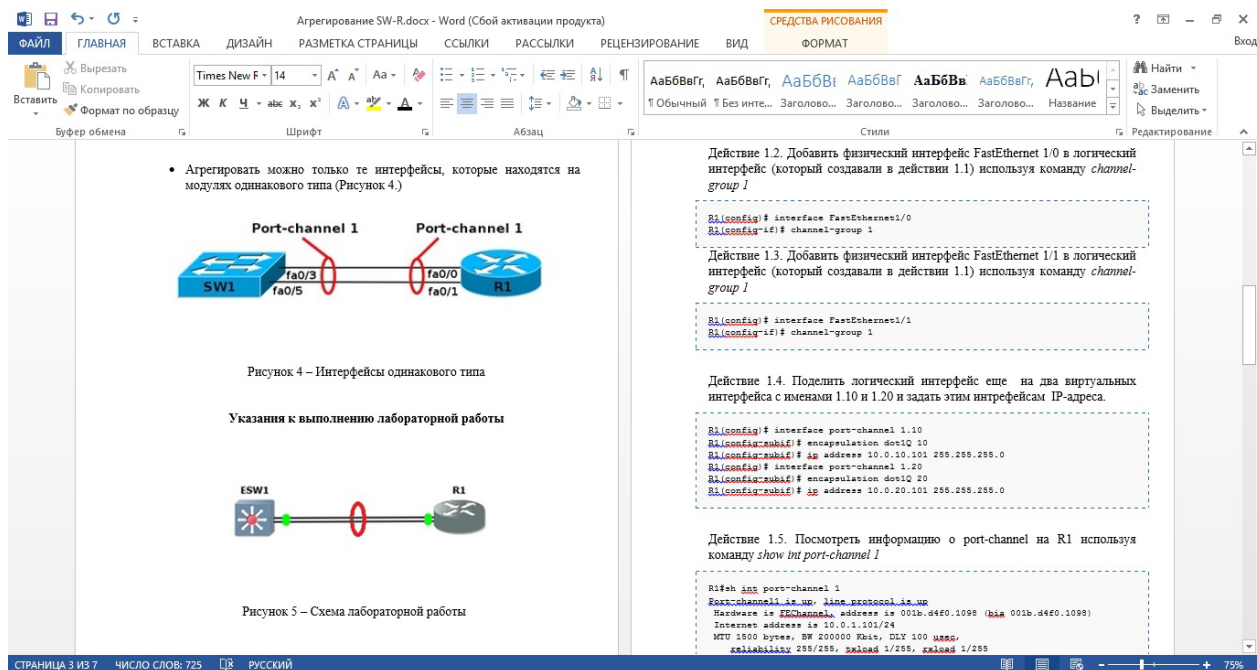 Агрегирование SW-R.docx - Word (Сбой активации продукта)
СРЕДСТВА РИСОВАНИЯ
ФАЙЛ ГЛАВНАЯ ВСТАВКА ДИЗАЙН РАЗМЕТКА СТРАНИЦЫ ССЫЛКИ РАССЫЛКИ РЕЦЕНЗИРОВАНИЕ ВИД ФОРМАТ Вход
Вставить
Вырезать
Копировать
Формат по образцу
Буфер обмена
Times New F 14
Ж К Ч abc x₂ x²
Шрифт
Абзац
АаБбВвГг, АаБбВвГг, АаБбВі АаБбВвГ АаБбВв АаБбВвГг, АаЫ
¶ Обычный ¶ Без инте... Заголово... Заголово... Заголово... Заголово... Название
Стили
Найти
Заменить
Выделить
Редактирование
• Агрегировать можно только те интерфейсы, которые находятся на
модулях одинакового типа (Рисунок 4.)
Port-channel 1 Port-channel 1
fa0/3 fa0/0
SW1 fa0/5 fa0/1 R1
Рисунок 4 – Интерфейсы одинакового типа
Указания к выполнению лабораторной работы
ESW1 R1
Рисунок 5 – Схема лабораторной работы
Действие 1.2. Добавить физический интерфейс FastEthernet 1/0 в логический
интерфейс (который создавали в действии 1.1) используя команду channel-
group 1
R1(config)# interface FastEthernet1/0
R1(config-if)# channel-group 1
Действие 1.3. Добавить физический интерфейс FastEthernet 1/1 в логический
интерфейс (который создавали в действии 1.1) используя команду channel-
group 1
R1(config)# interface FastEthernet1/1
R1(config-if)# channel-group 1
Действие 1.4. Поделить логический интерфейс еще на два виртуальных
интерфейса с именами 1.10 и 1.20 и задать этим интрефейсам IP-адреса.
R1(config)# interface port-channel 1.10
R1(config-subif)# encapsulation dot1Q 10
R1(config-subif)# ip address 10.0.10.101 255.255.255.0
R1(config)# interface port-channel 1.20
R1(config-subif)# encapsulation dot1Q 20
R1(config-subif)# ip address 10.0.20.101 255.255.255.0
Действие 1.5. Посмотреть информацию о port-channel на R1 используя
команду show int port-channel 1
R1#sh int port-channel 1
Port-channel1 is up, line protocol is up
Hardware is FEChannel, address is 001b.d4f0.1098 (bia 001b.d4f0.1098)
Internet address is 10.0.1.101/24
MTU 1500 bytes, BW 200000 Kbit, DLY 100 usec,
reliability 255/255, txload 1/255, rxload 1/255
СТРАНИЦА 3 ИЗ 7 ЧИСЛО СЛОВ: 725 РУССКИЙ 75%